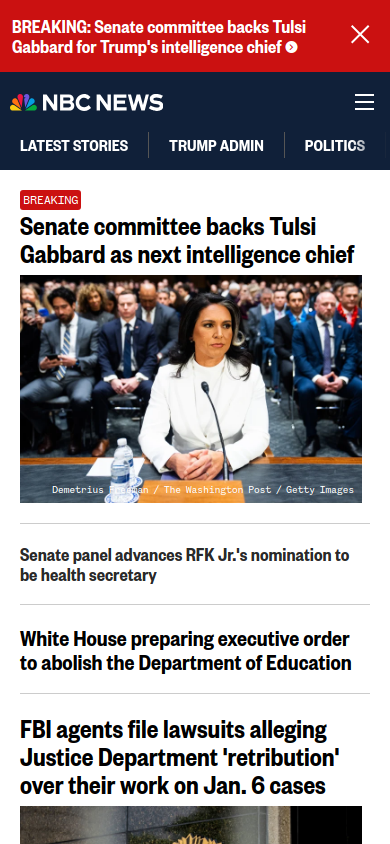 BREAKING: Senate committee backs Tulsi
Gabbard for Trump's intelligence chief
NBC NEWS
LATEST STORIES
TRUMP ADMIN
POLITICS
BREAKING
Senate committee backs Tulsi
Gabbard as next intelligence chief
Demetrius Freeman / The Washington Post / Getty Images
Senate panel advances RFK Jr.'s nomination to
be health secretary
White House preparing executive order
to abolish the Department of Education
FBI agents file lawsuits alleging
Justice Department 'retribution'
over their work on Jan. 6 cases